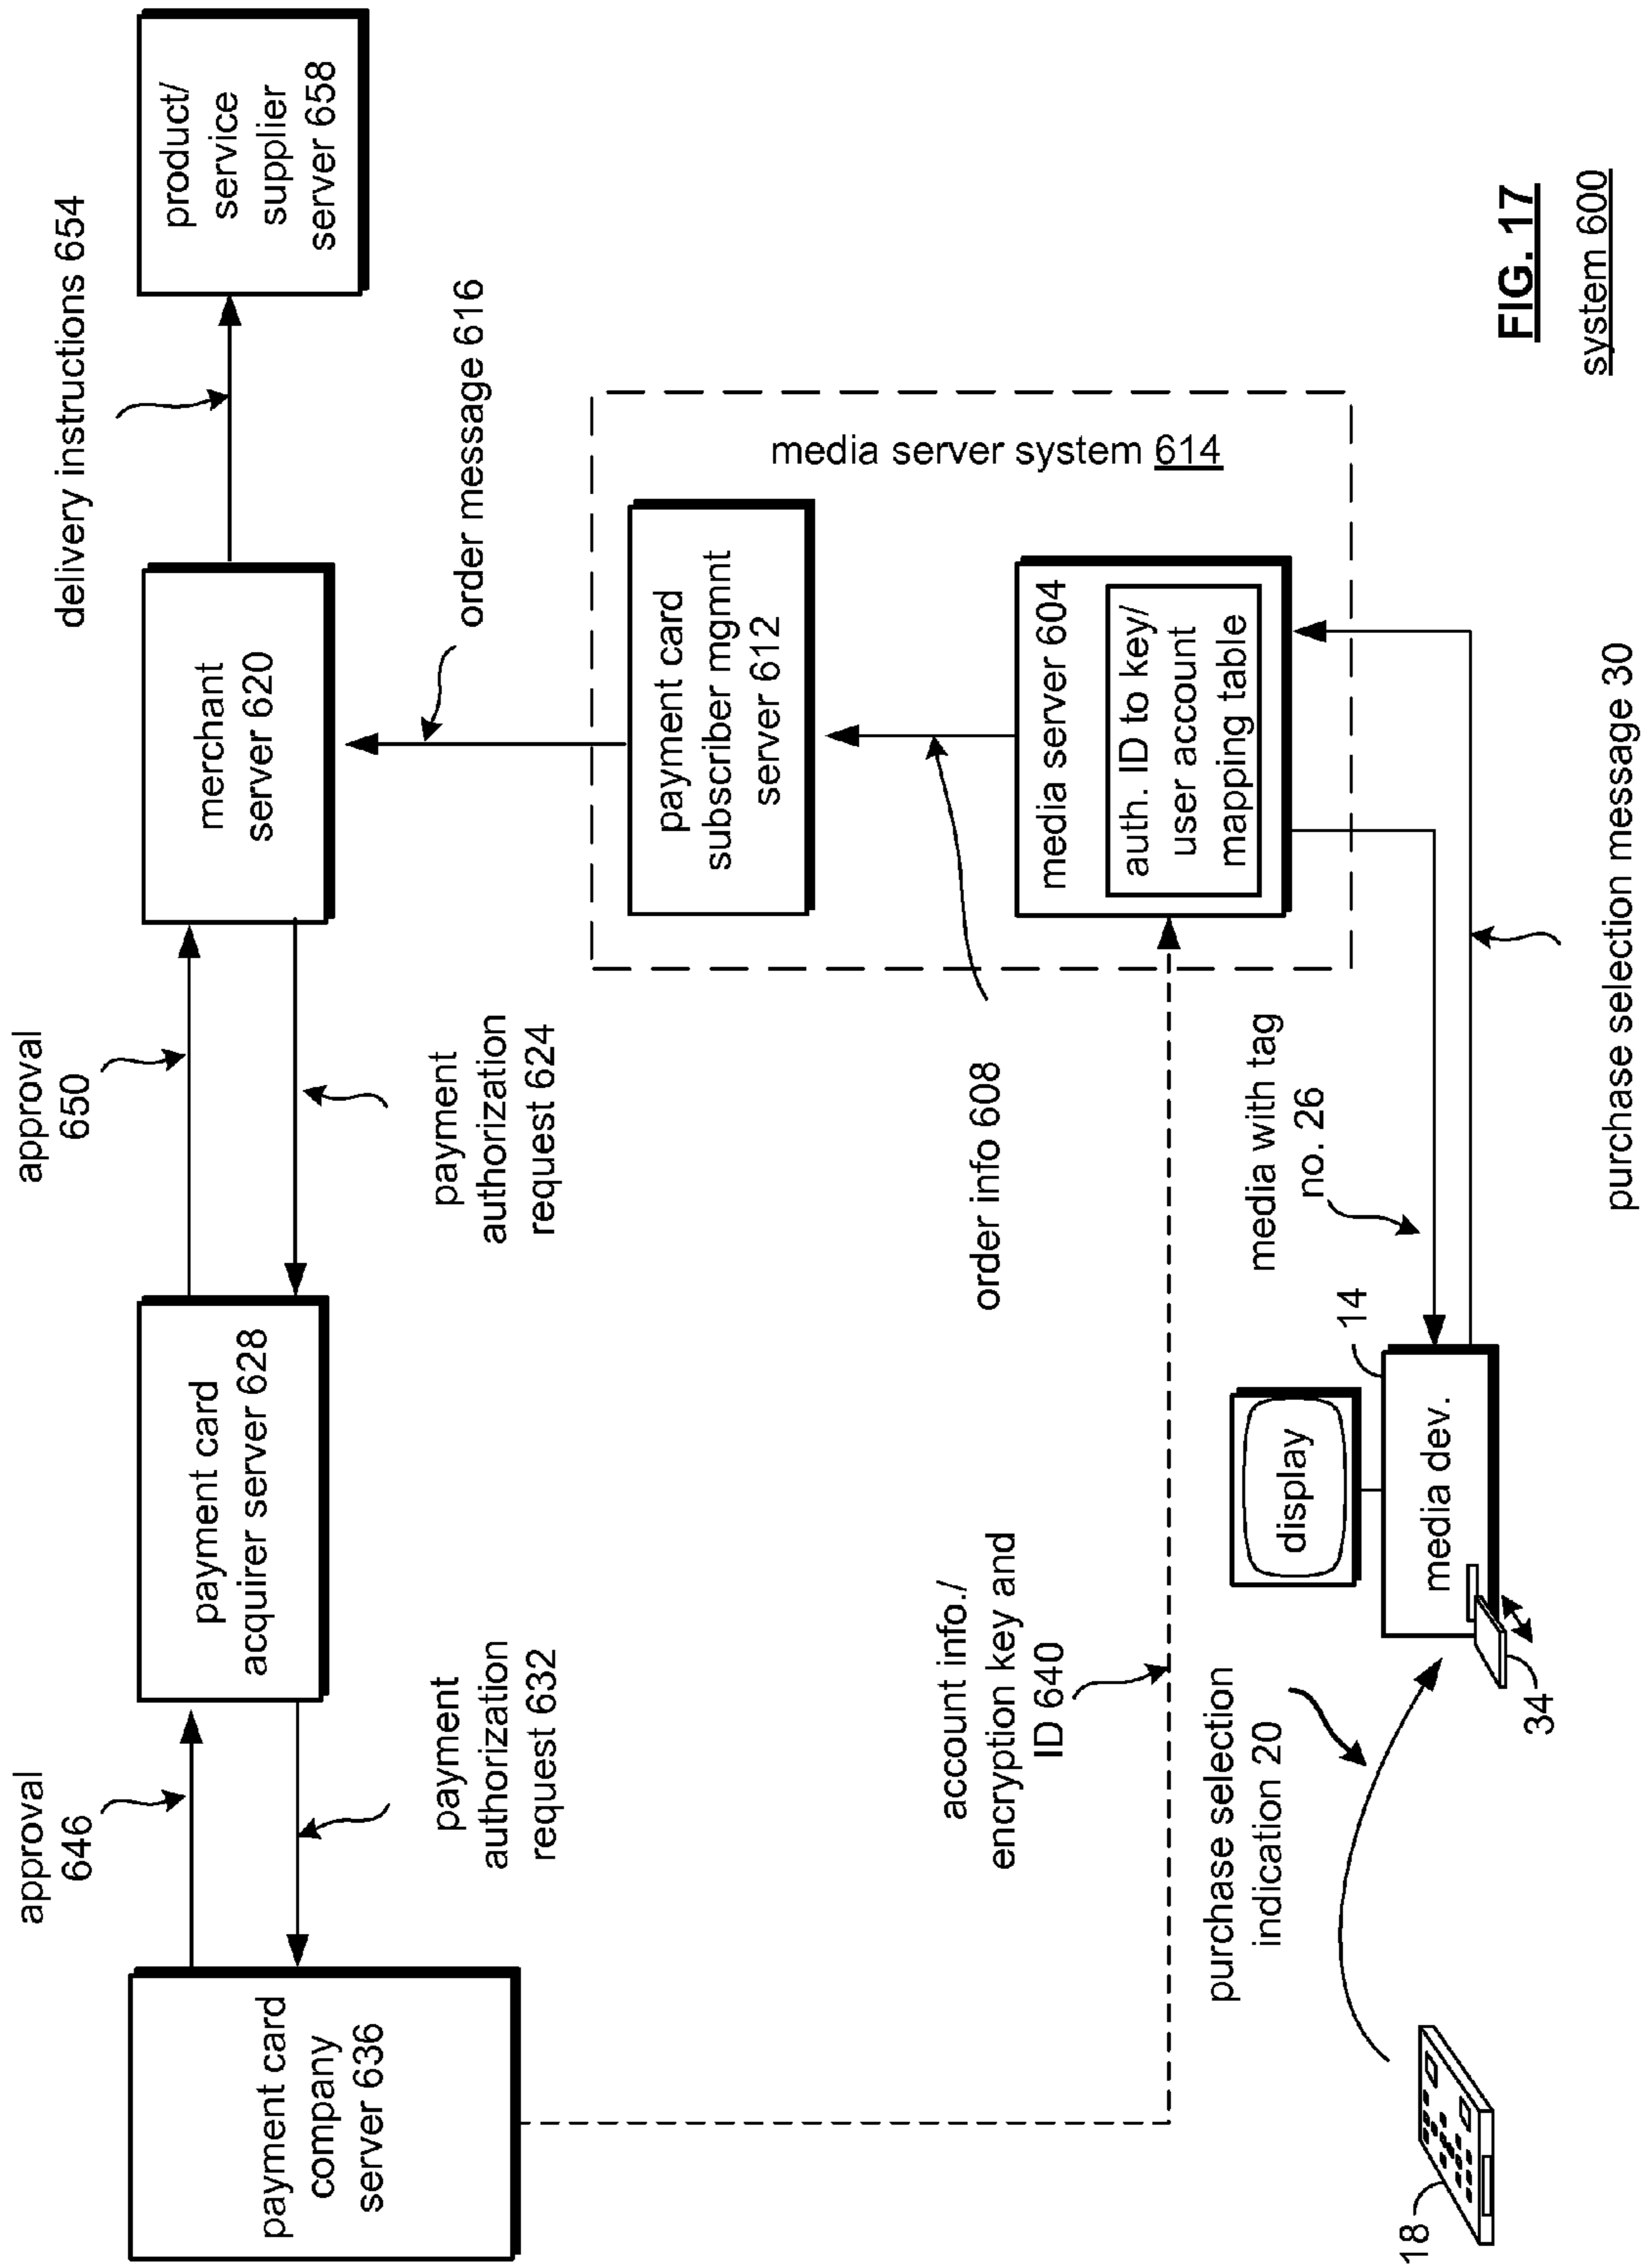 approval
646
approval
650
delivery instructions 654
payment card
company
server 636
payment card
acquirer server 628
merchant
server 620
product/
service
supplier
server 658
payment
authorization
request 632
payment
authorization
request 624
order message 616
media server system 614
payment card
subscriber mgmnt
server 612
order info 608
media server 604
auth. ID to key/
user account
mapping table
account info./
encryption key and
ID 640
media with tag
no. 26
purchase selection
indication 20
display
14
media dev.
34
18
purchase selection message 30
FIG. 17
system 600